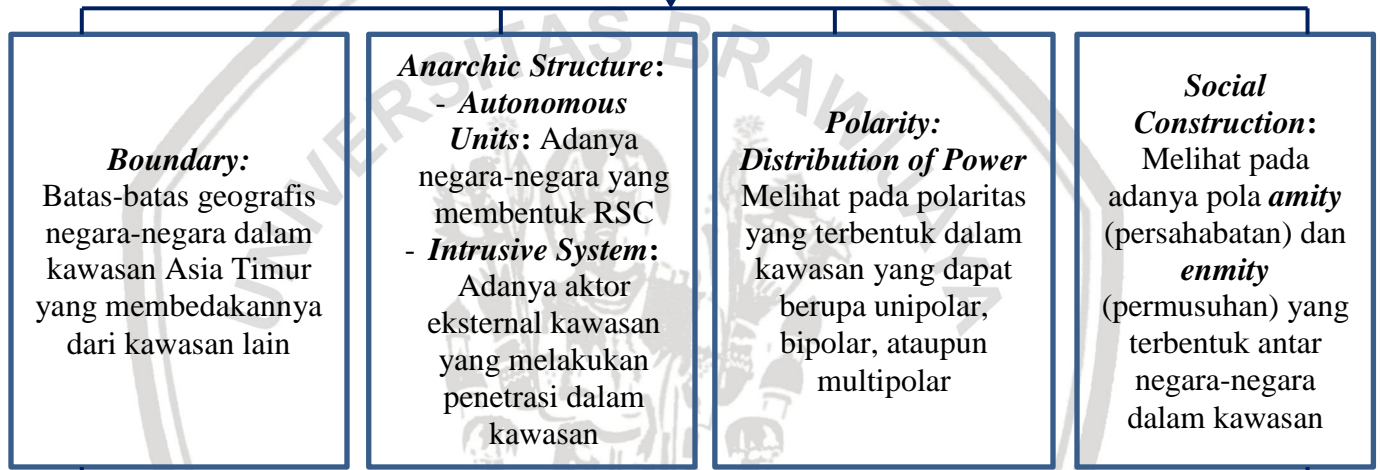 Boundary:
Batas-batas geografis
negara-negara dalam
kawasan Asia Timur
yang membedakannya
dari kawasan lain
Anarchic Structure:
- Autonomous
Units: Adanya
negara-negara yang
membentuk RSC
- Intrusive System:
Adanya aktor
eksternal kawasan
yang melakukan
penetrasi dalam
kawasan
Polarity:
Distribution of Power
Melihat pada polaritas
yang terbentuk dalam
kawasan yang dapat
berupa unipolar,
bipolar, ataupun
multipolar
Social
Construction:
Melihat pada
adanya pola amity
(persahabatan) dan
enmity
(permusuhan) yang
terbentuk antar
negara-negara
dalam kawasan
UNIVERSITAS BRAWIJAYA